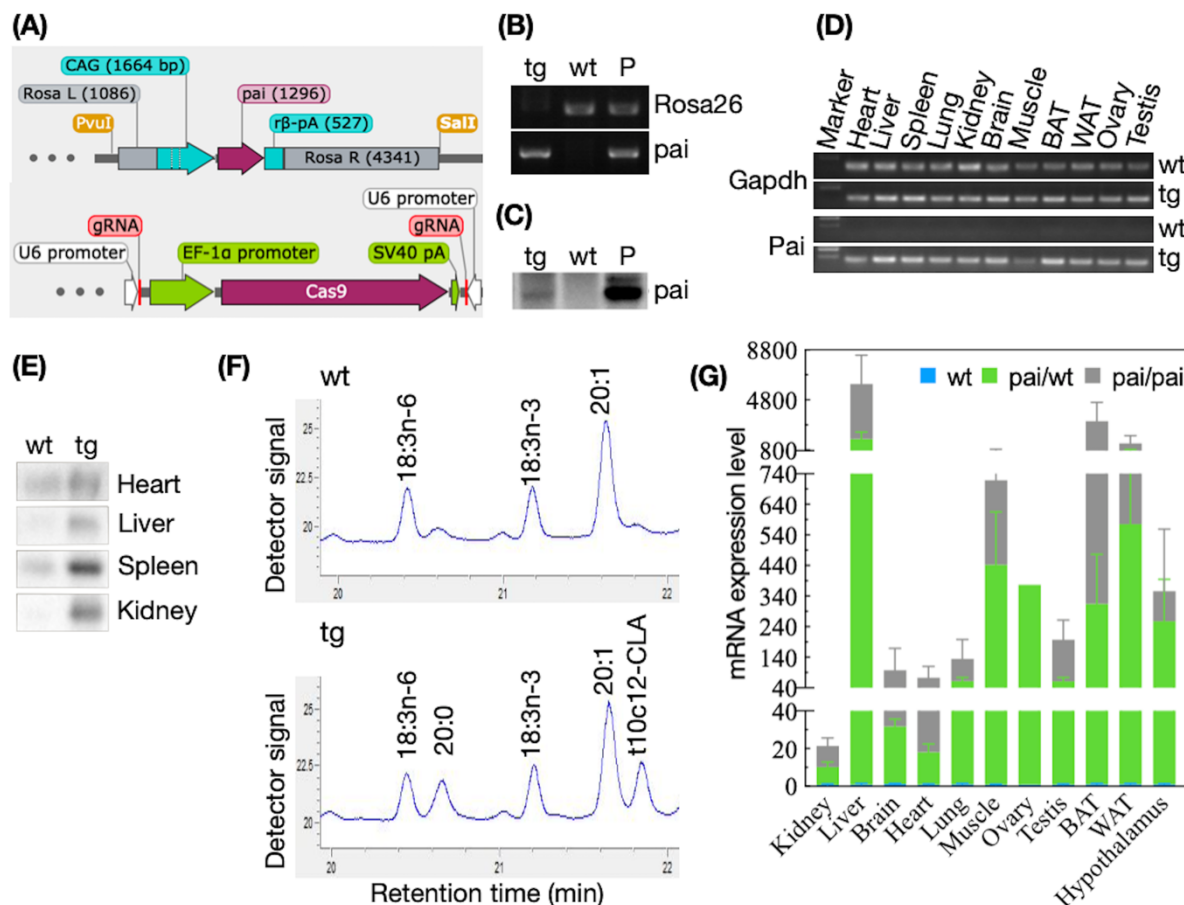 (A)
CAG (1664 bp)
Rosa L (1086)
pai (1296)
PvuI
rβ-pA (527)
SalI
Rosa R (4341)
U6 promoter
gRNA
gRNA
U6 promoter
EF-1α promoter
SV40 pA
Cas9
(B)
tg wt P
Rosa26
pai
(C)
tg wt P
pai
(D)
Marker Heart Liver Spleen Lung Kidney Brain Muscle BAT WAT Ovary Testis
Gapdh
wt
tg
Pai
wt
tg
(E)
wt tg
Heart
Liver
Spleen
Kidney
(F)
wt
Detector signal
25
22.5
20
18:3n-6
18:3n-3
20:1
20 21 22
tg
Detector signal
25
22.5
20
18:3n-6
20:0
18:3n-3
20:1
t10c12-CLA
20 21 22
Retention time (min)
(G)
wt pai/wt pai/pai
mRNA expression level
8800
4800
800
740
640
540
440
340
240
140
40
40
20
0
Kidney Liver Brain Heart Lung Muscle Ovary Testis BAT WAT Hypothalamus